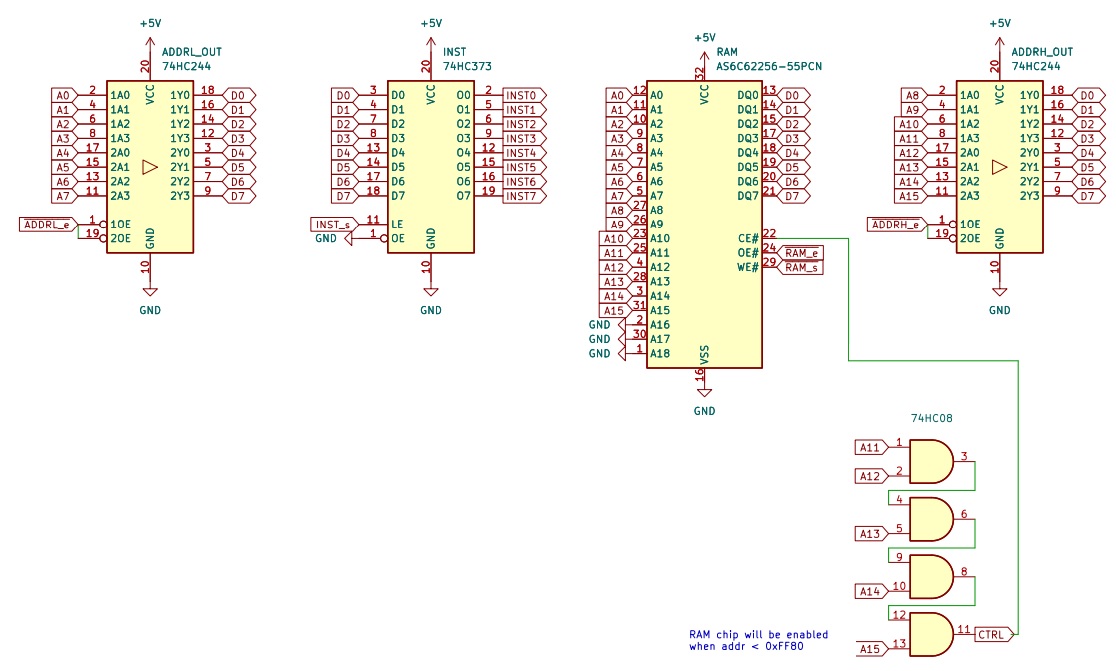 +5V
ADDRL_OUT
74HC244
20
VCC
A0 2 1A0 1Y0 18 D0
A1 4 1A1 1Y1 16 D1
A2 6 1A2 1Y2 14 D2
A3 8 1A3 1Y3 12 D3
A4 17 2A0 2Y0 3 D4
A5 15 2A1 2Y1 5 D5
A6 13 2A2 2Y2 7 D6
A7 11 2A3 2Y3 9 D7
ADDRL_e 1 1OE
19 2OE
GND
10
GND
+5V
INST
74HC373
20
VCC
D0 3 D0 O0 2 INST0
D1 4 D1 O1 5 INST1
D2 7 D2 O2 6 INST2
D3 8 D3 O3 9 INST3
D4 13 D4 O4 12 INST4
D5 14 D5 O5 15 INST5
D6 17 D6 O6 16 INST6
D7 18 D7 O7 19 INST7
INST_s 11 LE
GND 1 OE
GND
10
GND
+5V
RAM
AS6C62256-55PCN
32
VCC
A0 12 A0 DQ0 13 D0
A1 11 A1 DQ1 14 D1
A2 10 A2 DQ2 15 D2
A3 9 A3 DQ3 17 D3
A4 8 A4 DQ4 18 D4
A5 7 A5 DQ5 19 D5
A6 6 A6 DQ6 20 D6
A7 5 A7 DQ7 21 D7
A8 27 A8
A9 26 A9
A10 23 A10 CE# 22
A11 25 A11 OE# 24 RAM_e
A12 4 A12 WE# 29 RAM_s
A13 28 A13
A14 3 A14
A15 31 A15
GND 2 A16
GND 30 A17
GND 1 A18
VSS
16
GND
+5V
ADDRH_OUT
74HC244
20
VCC
A8 2 1A0 1Y0 18 D0
A9 4 1A1 1Y1 16 D1
A10 6 1A2 1Y2 14 D2
A11 8 1A3 1Y3 12 D3
A12 17 2A0 2Y0 3 D4
A13 15 2A1 2Y1 5 D5
A14 13 2A2 2Y2 7 D6
A15 11 2A3 2Y3 9 D7
ADDRH_e 1 1OE
19 2OE
GND
10
GND
74HC08
A11 1
3
A12 2
4
6
A13 5
9
8
A14 10
12
11 CTRL
A15 13
RAM chip will be enabled
when addr < 0xFF80